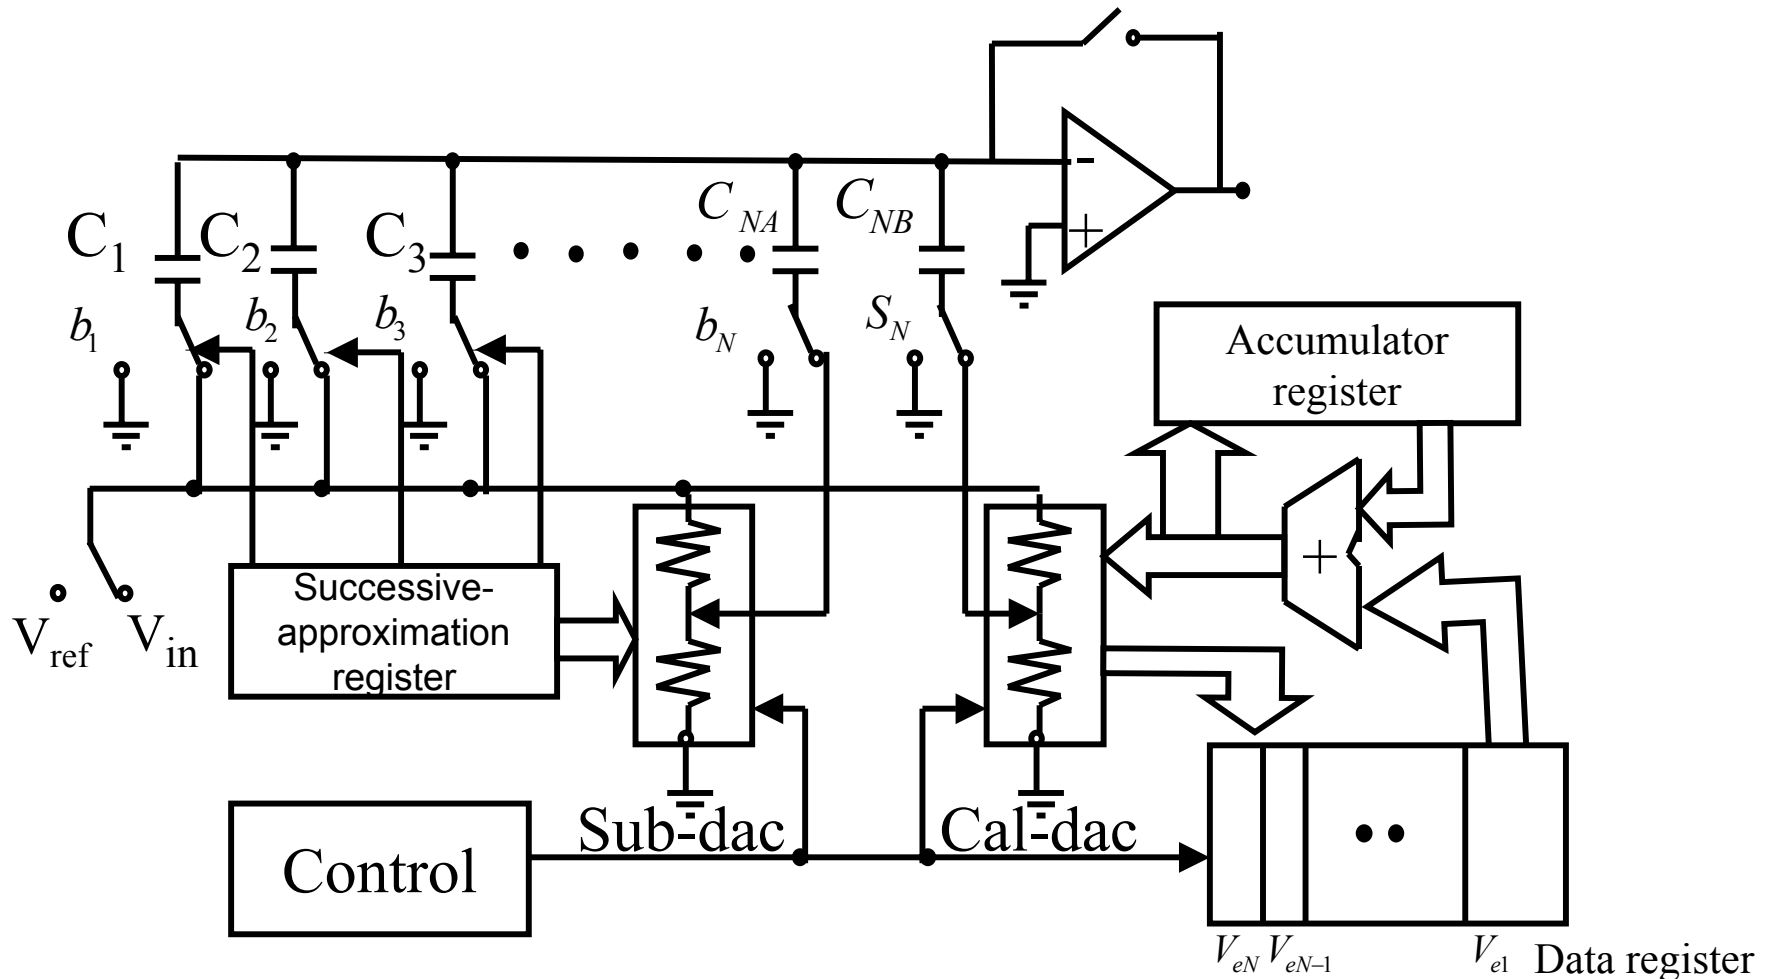 -
+
C1 C2 C3 CNA CNB
b1 b2 b3 bN SN
Accumulator
register
+
Vref Vin
Successive-
approximation
register
Sub-dac
Cal-dac
Control
VeN VeN–1 Ve1 Data register